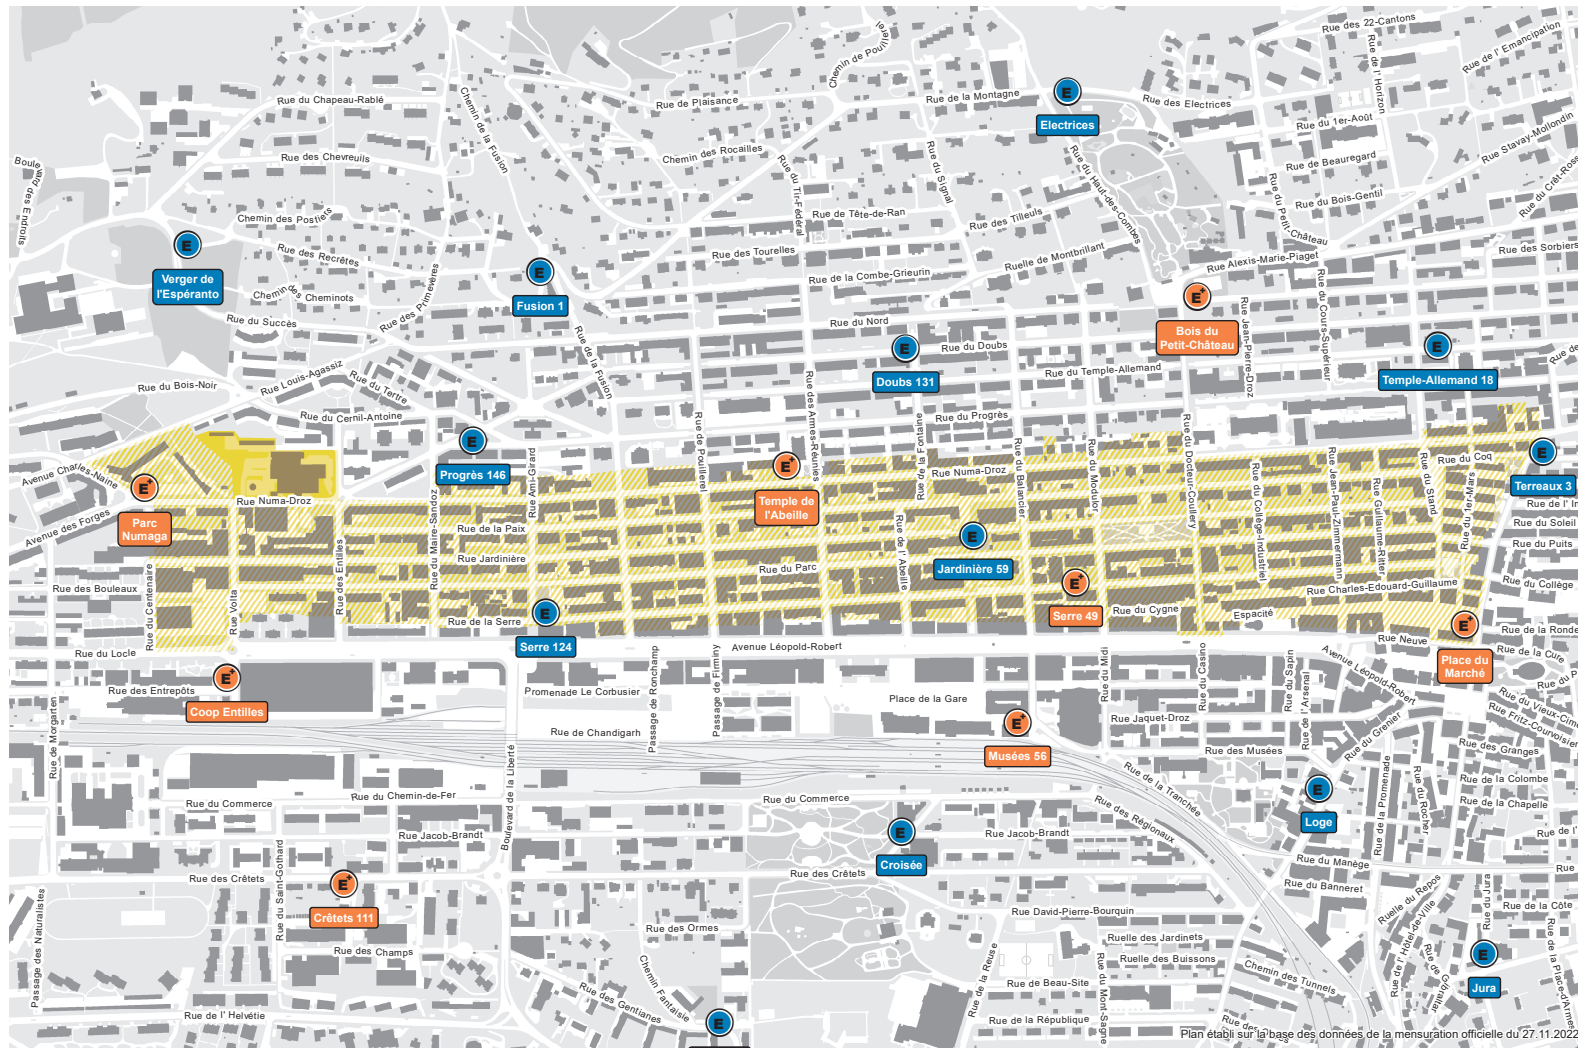 Rue des 22-Cantons
Rue de l' Emancipation
Rue de l' Horizon
Chemin de Pouillerel
Chemin de la Fusion
Rue du Chapeau-Rablé
Rue de Plaisance
Rue de la Montagne
E
Electrices
Rue des Electrices
Rue du 1er-Août
Rue Stavay-Mollondin
Rue de Beauregard
Boulevard des Endroits
Rue des Chevreuils
Chemin des Rocailles
Rue du Tir-Fédéral
Rue du Signal
Rue du Haut-des-Combes
Rue du Petit-Château
Rue du Bois-Gentil
Chemin des Postiers
Rue de Tête-de-Ran
Rue des Tilleuls
E
Verger de
l'Espéranto
Rue des Recrêtes
Rue des Tourelles
Ruelle de Montbrillant
Rue Alexis-Marie-Piaget
Rue des Sorbiers
E
Fusion 1
Rue de la Combe-Grieurin
Chemin des Cheminots
Rue des Primevères
E+
Bois du
Petit-Château
Rue Jean-Pierre-Droz
Rue du Cours-Supérieur
Rue du Succès
Rue du Nord
Rue de la Fusion
E
Doubs 131
Rue du Doubs
E
Temple-Allemand 18
Rue du Temple-Allemand
Rue du Bois-Noir
Rue Louis-Agassiz
Rue du Tertre
Rue des Armes-Réunies
Rue du Cernil-Antoine
Rue de Pouillerel
Rue de la Fontaine
Rue du Progrès
E
Progrès 146
Rue du Balancier
Rue du Modulor
Rue du Docteur-Coullery
Rue du Collège-Industriel
Rue Jean-Paul-Zimmermann
Rue Guillaume-Ritter
Rue du Stand
Rue du Coq
Rue du 1er-Mars
E
Terreaux 3
Avenue Charles-Naine
E+
Parc
Numaga
Avenue des Forges
Rue Numa-Droz
Rue Ami-Girard
Rue du Maire-Sandoz
E+
Temple de
l'Abeille
Rue Numa-Droz
Rue de la Paix
Rue Jardinière
Rue du Parc
Rue de l' Abeille
E
Jardinière 59
Rue du Soleil
Rue du Puits
Rue du Collège
Rue des Bouleaux
Rue du Centenaire
Rue Volta
Rue des Entilles
Rue de la Serre
E
Serre 124
E+
Serre 49
Rue du Cygne
Espacité
Rue Charles-Edouard-Guillaume
E+
Place du
Marché
Rue Neuve
Rue de la Ronde
Rue de la Cure
Rue du Locle
Avenue Léopold-Robert
Avenue Léopold-Robert
E+
Coop Entilles
Rue des Entrepôts
Rue de Morgarten
Promenade Le Corbusier
Passage de Ronchamp
Passage de Firminy
Place de la Gare
Rue du Midi
Rue du Casino
Rue du Sapin
Rue de l' Arsenal
Rue du Grenier
Rue Fritz-Courvoisier
Rue Jaquet-Droz
E+
Musées 56
Rue de Chandigarh
Rue des Musées
Rue des Granges
Boulevard de la Liberté
Rue de la Tranchée
E
Loge
Rue de la Promenade
Rue du Rocher
Rue de la Colombe
Rue de la Chapelle
Rue du Commerce
Rue du Chemin-de-Fer
Rue du Commerce
Rue des Régionaux
Rue Jacob-Brandt
E
Croisée
Rue Jacob-Brandt
Rue du Manège
Rue du Banneret
Rue des Crêtets
Rue du Saint-Gothard
E+
Crêtets 111
Rue des Crêtets
Rue David-Pierre-Bourquin
Ruelle du Repos
Rue du Jura
Rue de la Côte
Passage des Naturalistes
Rue des Champs
Rue des Ormes
Rue de la Reuse
Ruelle des Jardinets
Ruelle des Buissons
Rue de l' Hôtel-de-Ville
Rue de Gibraltar
E
Jura
Rue de la Place-d'Armes
Chemin Fantaisie
Rue des Gentianes
Chemin des Tunnels
Rue de Beau-Site
Rue du Mont-Sagne
Rue de l' Helvétie
E
Rue de la République
Plan établi sur la base des données de la mensuration officielle du 27.11.2022